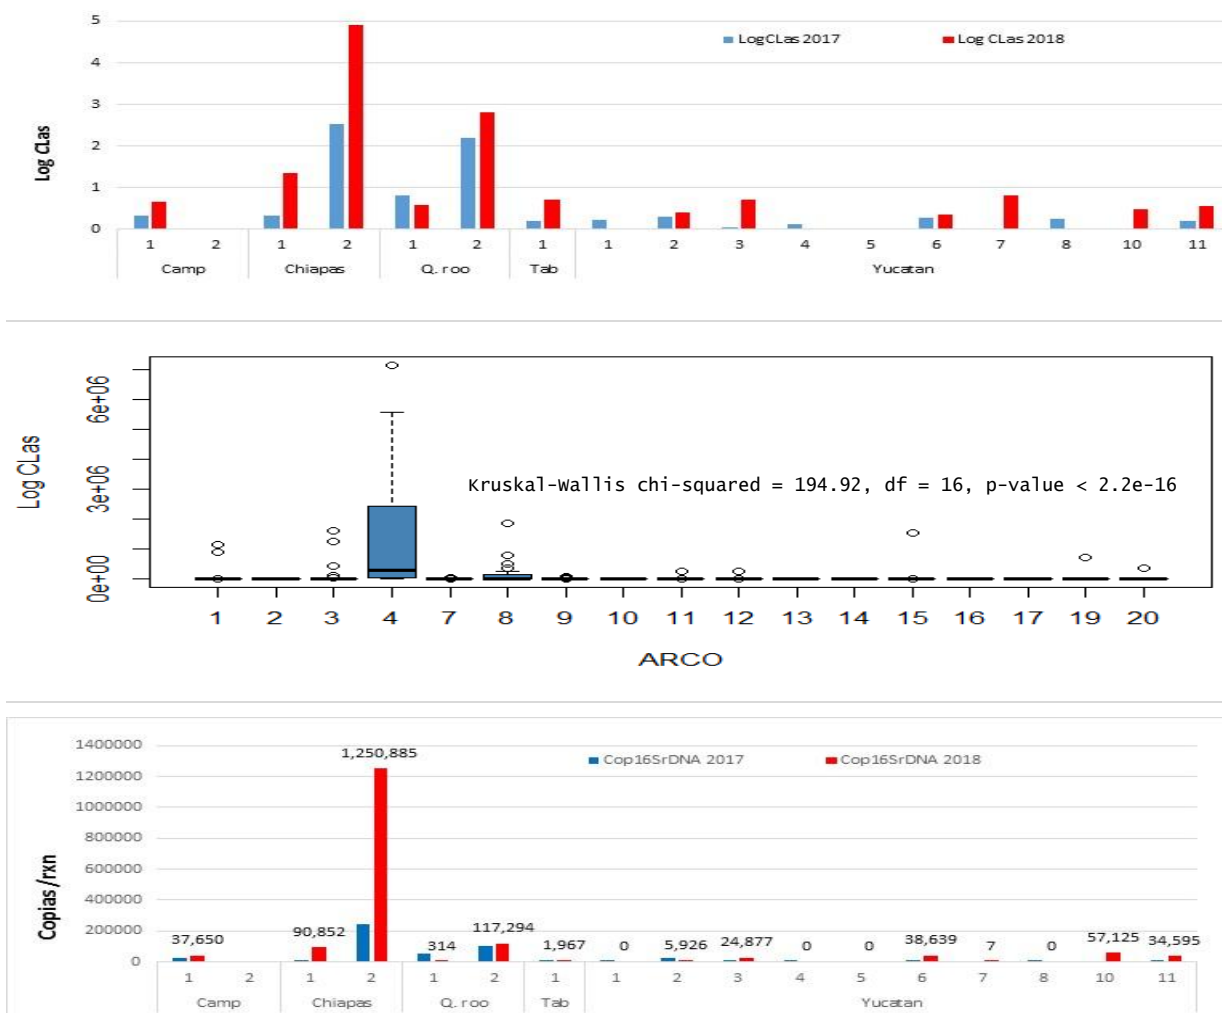 5
LogCLas 2017 Log CLas 2018
4
3
2
1
0
Log CLas
1 2 1 2 1 2 1 1 2 3 4 5 6 7 8 10 11
Camp Chiapas Q. roo Tab Yucatan
6e+06
3e+06
0e+00
Log CLas
Kruskal-Wallis chi-squared = 194.92, df = 16, p-value < 2.2e-16
1 2 3 4 7 8 9 10 11 12 13 14 15 16 17 19 20
ARCO
1400000
1,250,885
Cop16SrDNA 2017 Cop16SrDNA 2018
1200000
1000000
800000
600000
400000
200000
0
Copias/rxn
37,650 90,852 314 117,294 1,967 0 5,926 24,877 0 0 38,639 7 0 57,125 34,595
1 2 1 2 1 2 1 1 2 3 4 5 6 7 8 10 11
Camp Chiapas Q. roo Tab Yucatan